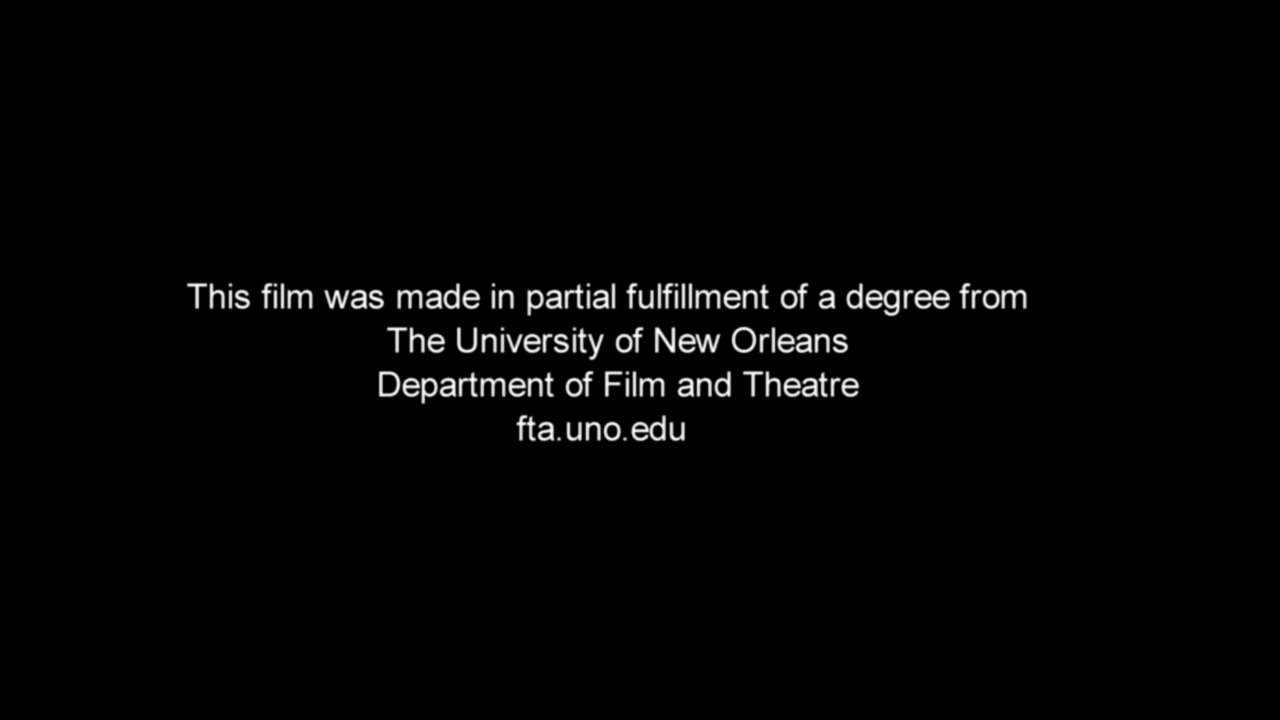 This film was made in partial fulfillment of a degree from
The University of New Orleans
Department of Film and Theatre
fta.uno.edu